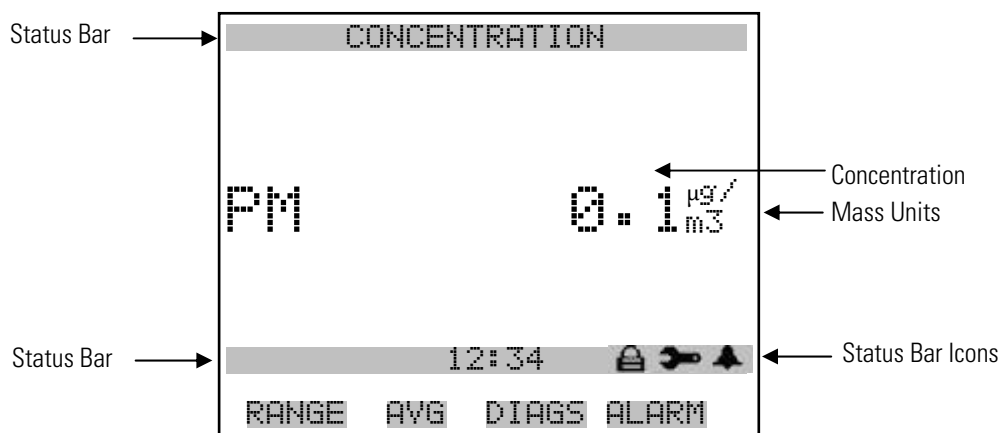 Status Bar
CONCENTRATION
Concentration
PM 0.1 µg/
m3
Mass Units
Status Bar
12:34
Status Bar Icons
RANGE AVG DIAGS ALARM